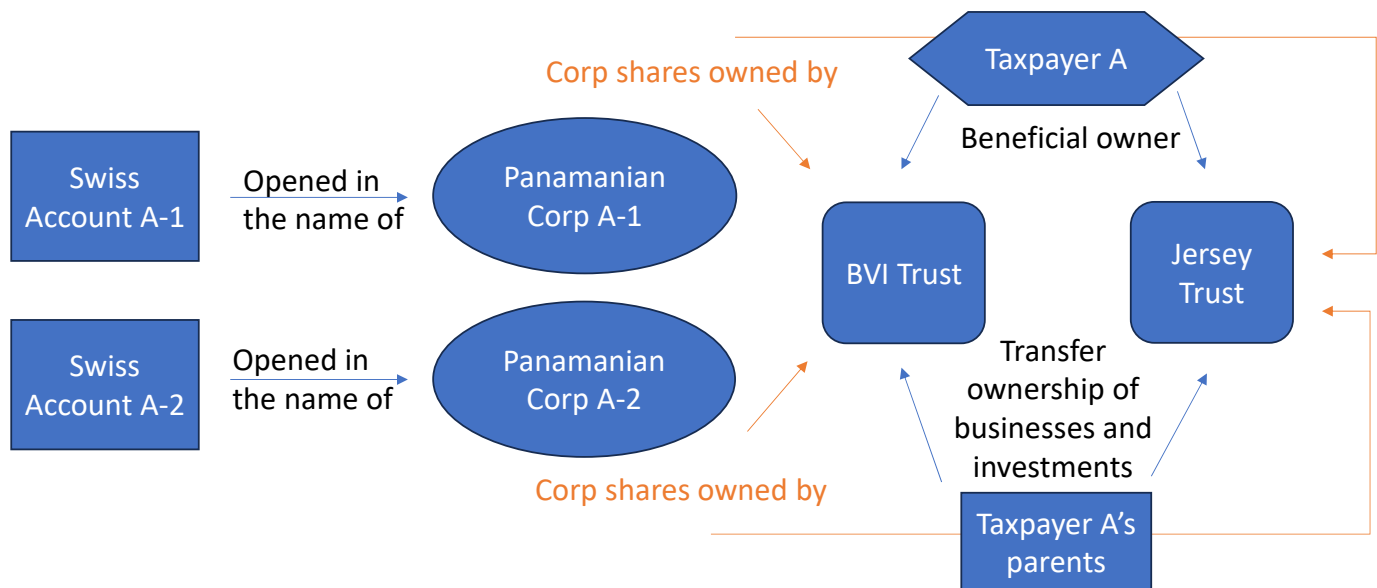 Taxpayer A
Corp shares owned by
Beneficial owner
Swiss
Account A-1
Opened in
the name of
Panamanian
Corp A-1
BVI Trust
Jersey
Trust
Swiss
Account A-2
Opened in
the name of
Panamanian
Corp A-2
Transfer
ownership of
businesses and
investments
Corp shares owned by
Taxpayer A’s
parents